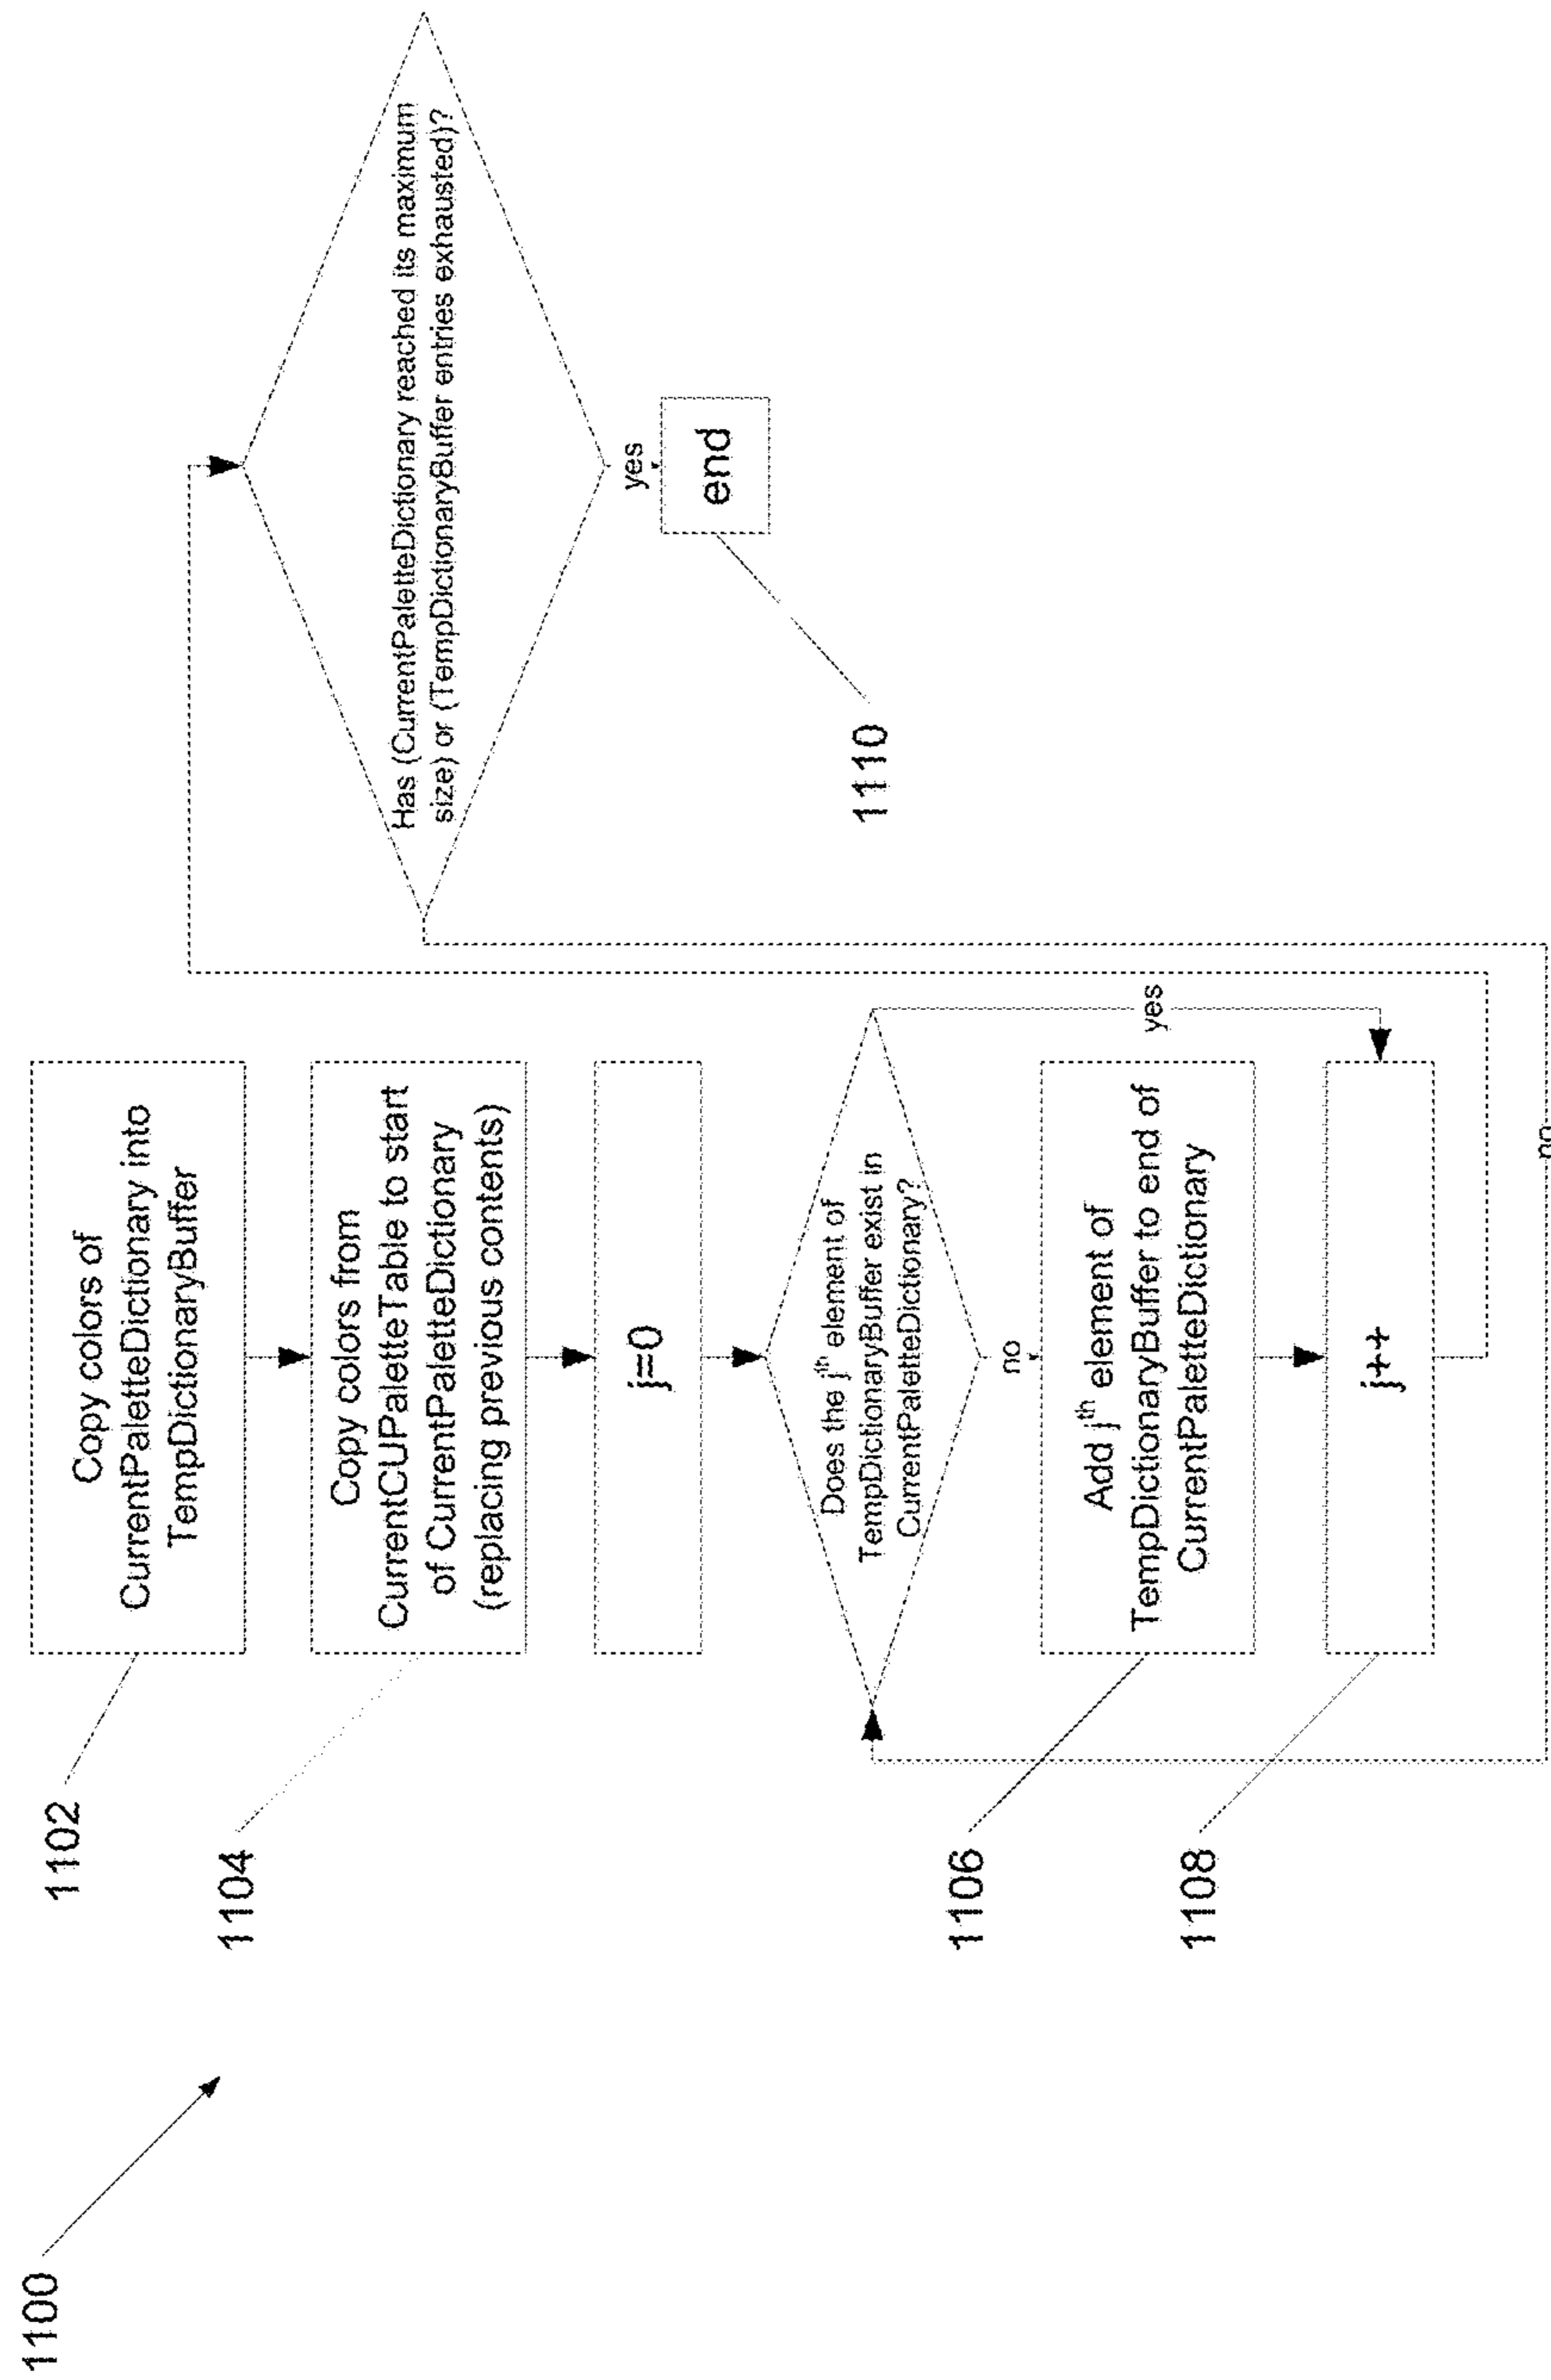 1100
1102
Copy colors of
CurrentPaletteDictionary into
TempDictionaryBuffer
1104
Copy colors from
CurrentCUPaletteTable to start
of CurrentPaletteDictionary
(replacing previous contents)
j=0
Does the jth element of
TempDictionaryBuffer exist in
CurrentPaletteDictionary?
no
yes
1106
Add jth element of
TempDictionaryBuffer to end of
CurrentPaletteDictionary
1108
j++
no
Has (CurrentPaletteDictionary reached its maximum
size) or (TempDictionaryBuffer entries exhausted)?
yes
end
1110